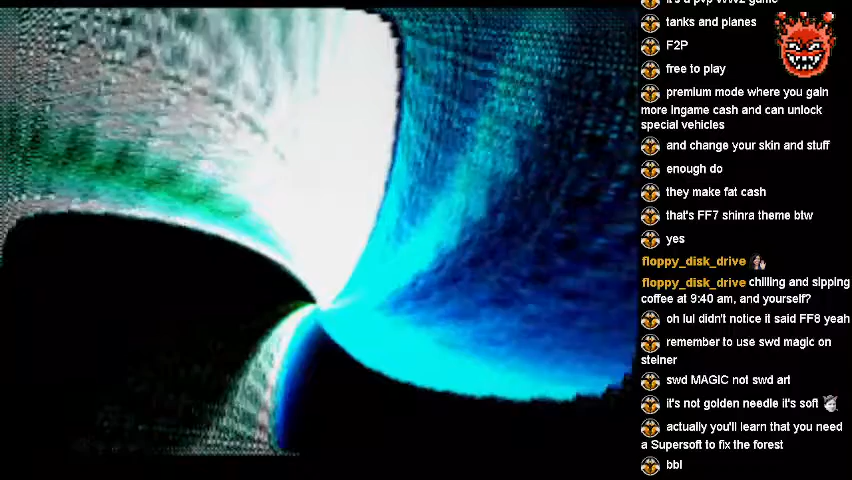 it's a pvp WW2 game
tanks and planes
F2P
free to play
premium mode where you gain
more ingame cash and can unlock
special vehicles
and change your skin and stuff
enough do
they make fat cash
that's FF7 shinra theme btw
yes
floppy_disk_drive
floppy_disk_drive chilling and sipping
coffee at 9:40 am, and yourself?
oh lul didn't notice it said FF8 yeah
remember to use swd magic on
steiner
swd MAGIC not swd art
it's not golden needle it's soft
actually you'll learn that you need
a Supersoft to fix the forest
bbl